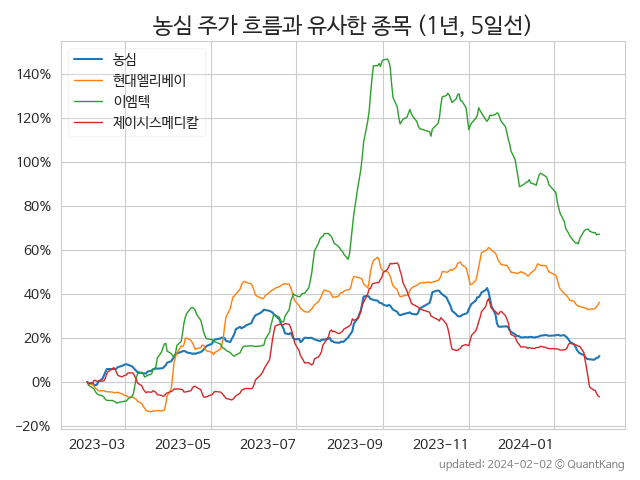 농심 주가 흐름과 유사한 종목 (1년, 5일선)
농심
현대엘리베이
이엠텍
제이시스메디칼
140%
120%
100%
80%
60%
40%
20%
0%
−20%
2023-03 2023-05 2023-07 2023-09 2023-11 2024-01
updated: 2024-02-02 © QuantKang